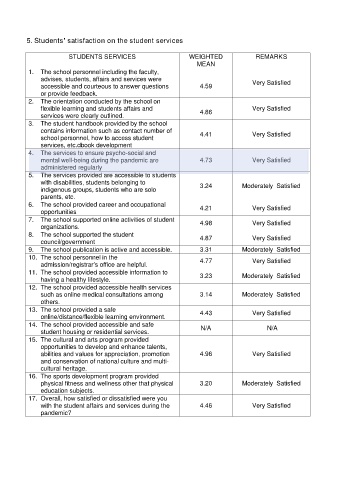 5. Students' satisfaction on the student services
STUDENTS SERVICES WEIGHTED MEAN REMARKS
1. The school personnel including the faculty,
advises, students, affairs and services were
accessible and courteous to answer questions
or provide feedback. 4.59 Very Satisfied
2. The orientation conducted by the school on
flexible learning and students affairs and
services were clearly outlined. 4.86 Very Satisfied
3. The student handbook provided by the school
contains information such as contact number of
school personnel, how to access student
services, etc.dbook development 4.41 Very Satisfied
4. The services to ensure psycho-social and
mental well-being during the pandemic are
administered regularly 4.73 Very Satisfied
5. The services provided are accessible to students
with disabilities, students belonging to
indigenous groups, students who are solo
parents, etc. 3.24 Moderately Satisfied
6. The school provided career and occupational
opportunities 4.21 Very Satisfied
7. The school supported online activities of student
organizations. 4.98 Very Satisfied
8. The school supported the student
council/government 4.87 Very Satisfied
9. The school publication is active and accessible. 3.31 Moderately Satisfied
10. The school personnel in the
admission/registrar's office are helpful. 4.77 Very Satisfied
11. The school provided accessible information to
having a healthy lifestyle. 3.23 Moderately Satisfied
12. The school provided accessible health services
such as online medical consultations among
others. 3.14 Moderately Satisfied
13. The school provided a safe
online/distance/flexible learning environment. 4.43 Very Satisfied
14. The school provided accessible and safe
student housing or residential services. N/A N/A
15. The cultural and arts program provided
opportunities to develop and enhance talents,
abilities and values for appreciation, promotion
and conservation of national culture and multi-
cultural heritage. 4.96 Very Satisfied
16. The sports development program provided
physical fitness and wellness other that physical
education subjects. 3.20 Moderately Satisfied
17. Overall, how satisfied or dissatisfied were you
with the student affairs and services during the
pandemic? 4.46 Very Satisfied